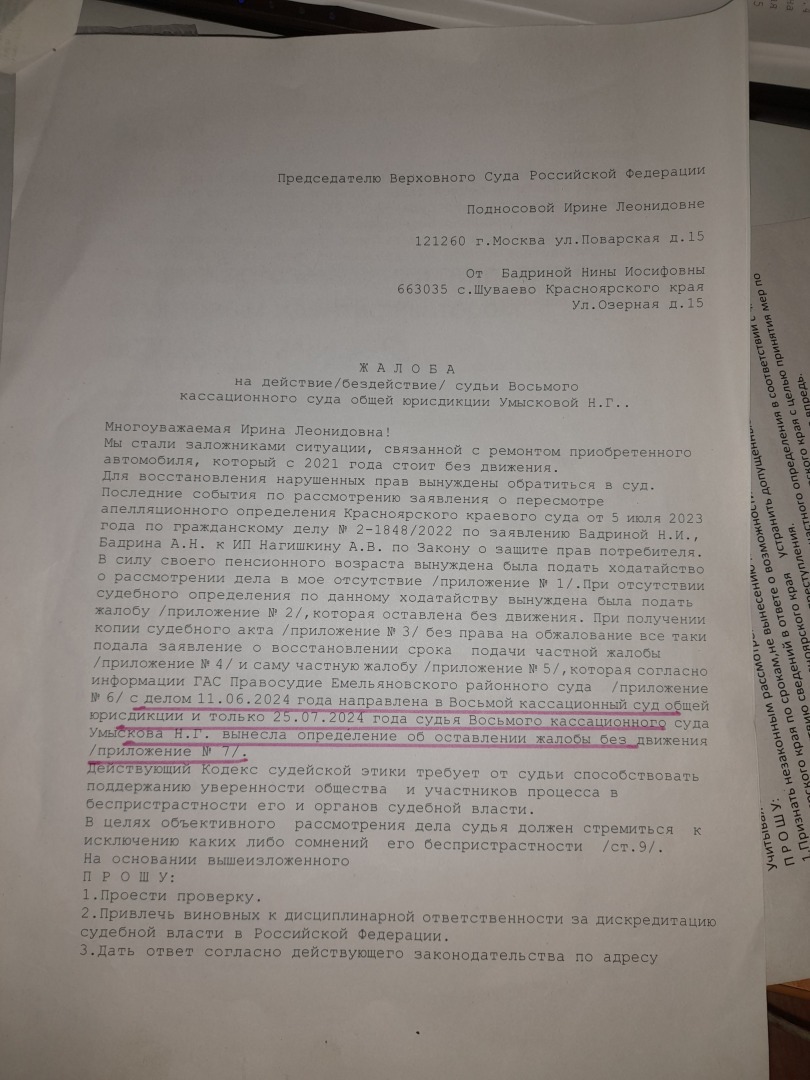 Председателю Верховного Суда Российской Федерации
Подносовой Ирине Леонидовне
121260 г.Москва ул.Поварская д.15
От Бадриной Нины Иосифовны
663035 с.Шуваево Красноярского края
Ул.Озерная д.15
Ж А Л О Б А
на действие/бездействие/ судьи Восьмого
кассационного суда общей юрисдикции Умысковой Н.Г..
Многоуважаемая Ирина Леонидовна!
Мы стали заложниками ситуации, связанной с ремонтом приобретенного
автомобиля, который с 2021 года стоит без движения.
Для восстановления нарушенных прав вынуждены обратиться в суд.
Последние события по рассмотрению заявления о пересмотре
апелляционного определения Красноярского краевого суда от 5 июля 2023
года по гражданскому делу № 2-1848/2022 по заявлению Бадриной Н.И.,
Бадрина А.Н. к ИП Нагишкину А.В. по Закону о защите прав потребителя.
В силу своего пенсионного возраста вынуждена была подать ходатайство
о рассмотрении дела в мое отсутствие /приложение № 1/.При отсутствии
судебного определения по данному ходатайству вынуждена была подать
жалобу /приложение № 2/,которая оставлена без движения. При получении
копии судебного акта /приложение № 3/ без права на обжалование все таки
подала заявление о восстановлении срока подачи частной жалобы
/приложение № 4/ и саму частную жалобу /приложение № 5/,которая согласно
информации ГАС Правосудие Емельяновского районного суда /приложение
№ 6/ с делом 11.06.2024 года направлена в Восьмой кассационный суд общей
юрисдикции и только 25.07.2024 года судья Восьмого кассационного суда
Умыскова Н.Г. вынесла определение об оставлении жалобы без движения
/приложение № 7/.
Действующий Кодекс судейской этики требует от судьи способствовать
поддержанию уверенности общества и участников процесса в
беспристрастности его и органов судебной власти.
В целях объективного рассмотрения дела судья должен стремиться к
исключению каких либо сомнений его беспристрастности /ст.9/.
На основании вышеизложенного
П Р О Ш У:
1.Проести проверку.
2.Привлечь виновных к дисциплинарной ответственности за дискредитацию
судебной власти в Российской Федерации.
3.Дать ответ согласно действующего законодательства по адресу
незаконным рассмотр
по срокам,не вынесению
не ответе о возможности
устранить допущенны
П Р О Ш У:
1.Признать